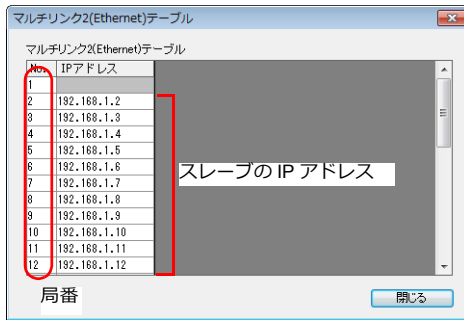 マルチリンク2(Ethernet)テーブル
マルチリンク2(Ethernet)テーブル
No. IPアドレス
1
2 192.168.1.2
3 192.168.1.3
4 192.168.1.4
5 192.168.1.5
6 192.168.1.6
7 192.168.1.7
8 192.168.1.8
9 192.168.1.9
10 192.168.1.10
11 192.168.1.11
12 192.168.1.12
スレーブの IP アドレス
局番
閉じる